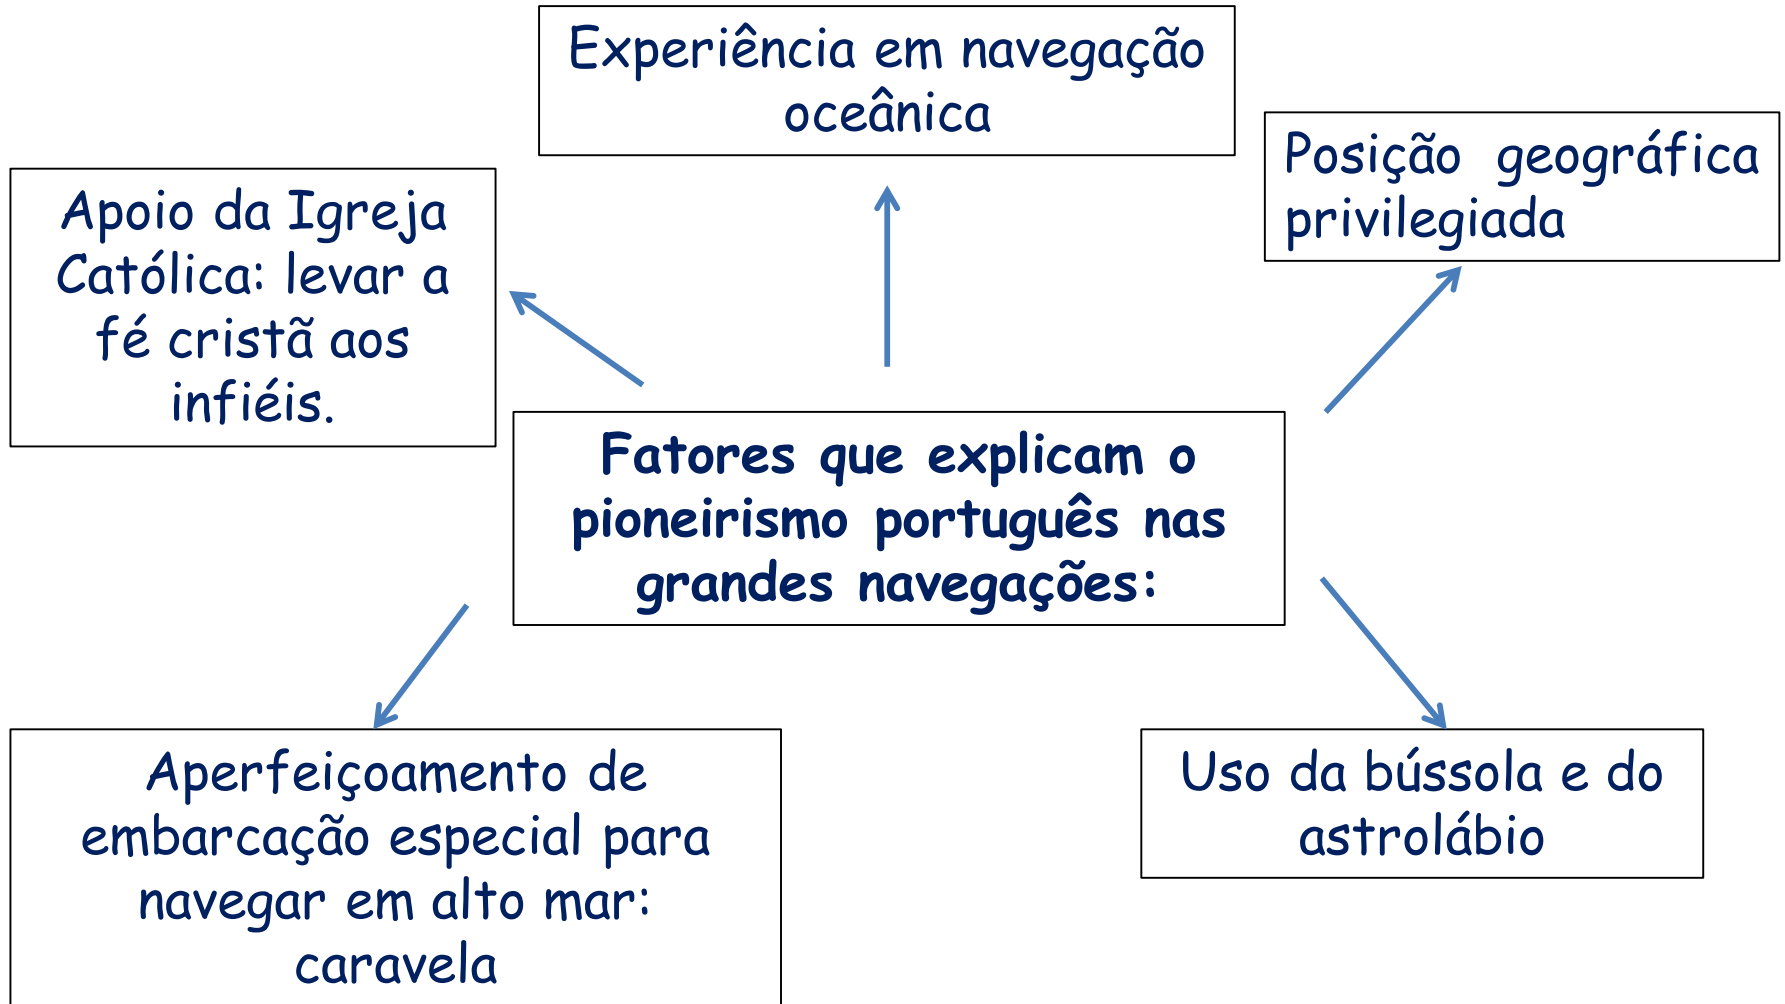 Experiência em navegação
oceânica
Posição geográfica
privilegiada
Apoio da Igreja
Católica: levar a
fé cristã aos
infiéis.
Fatores que explicam o
pioneirismo português nas
grandes navegações:
Aperfeiçoamento de
embarcação especial para
navegar em alto mar:
caravela
Uso da bússola e do
astrolábio